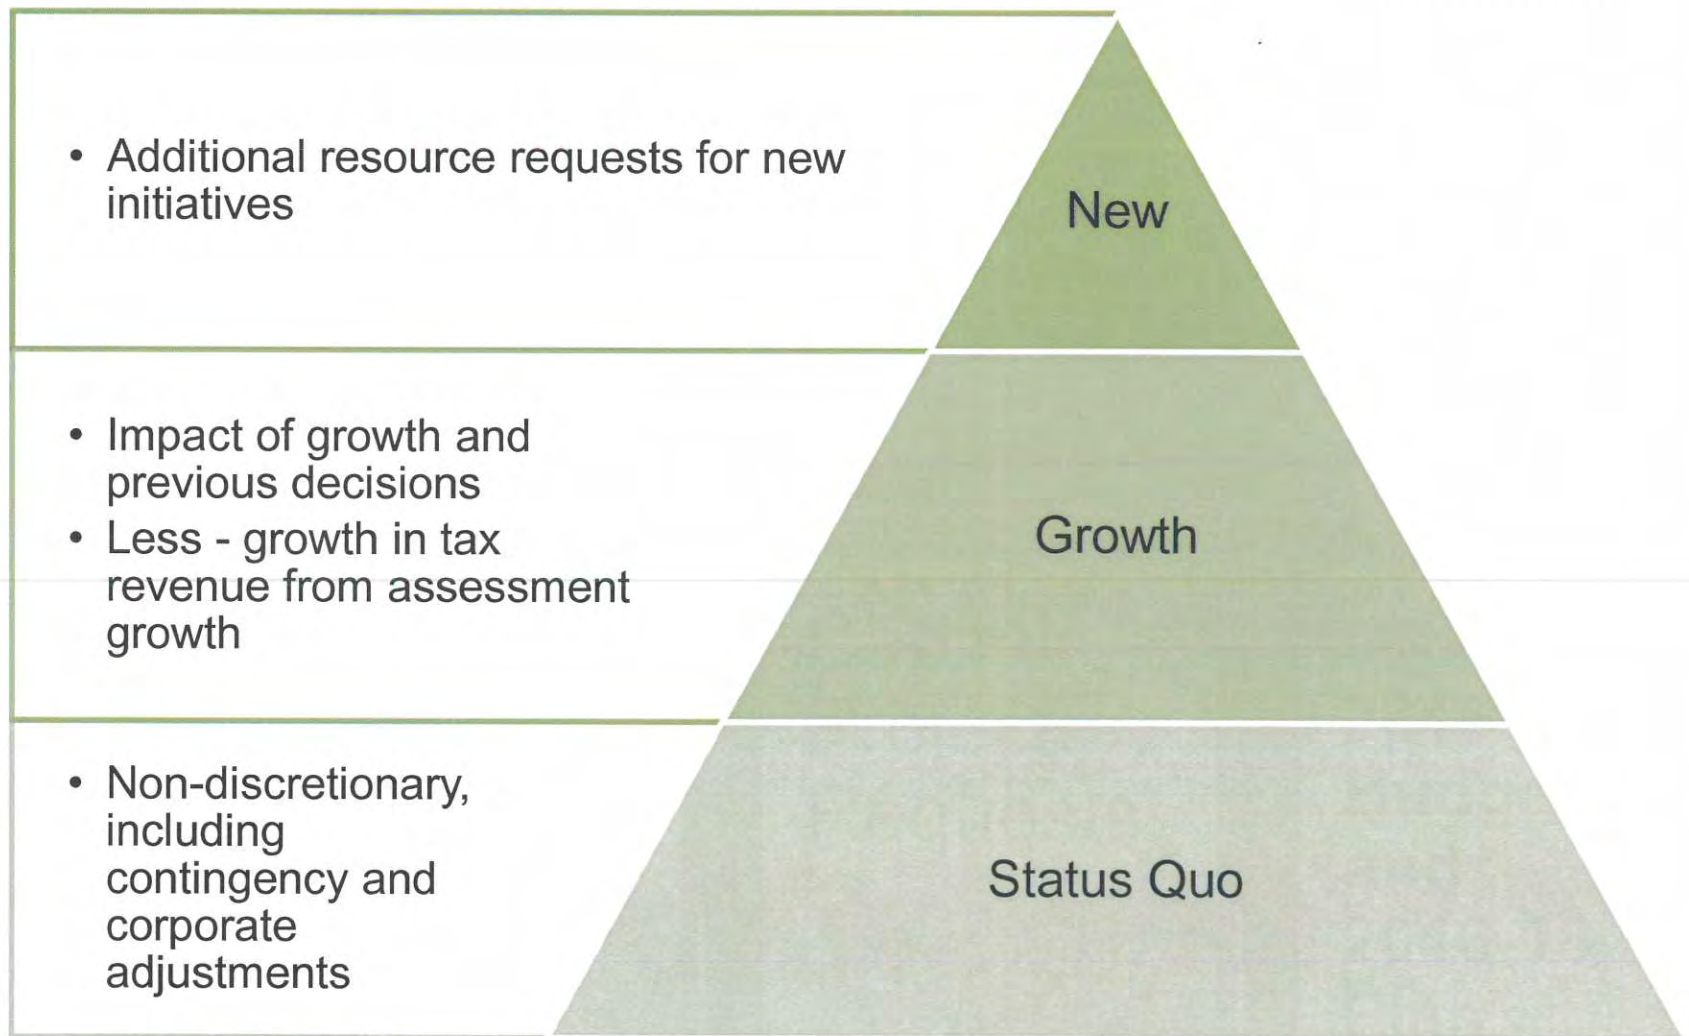 • Additional resource requests for new
initiatives
New
• Impact of growth and
previous decisions
• Less - growth in tax
revenue from assessment
growth
Growth
• Non-discretionary,
including
contingency and
corporate
adjustments
Status Quo